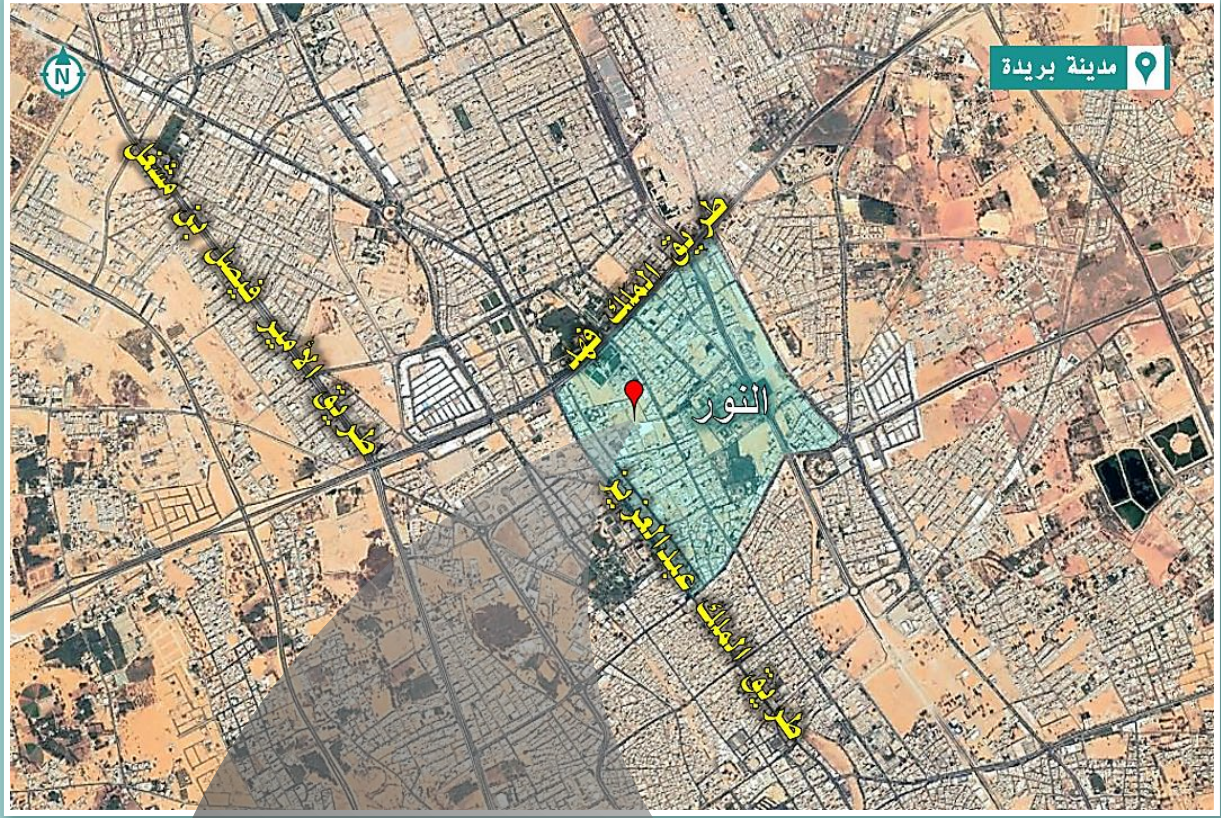 N
مدينة بريدة
طريق الأمير فيصل بن مشعل
طريق الملك فهد
النور
طريق الملك عبدالعزيز